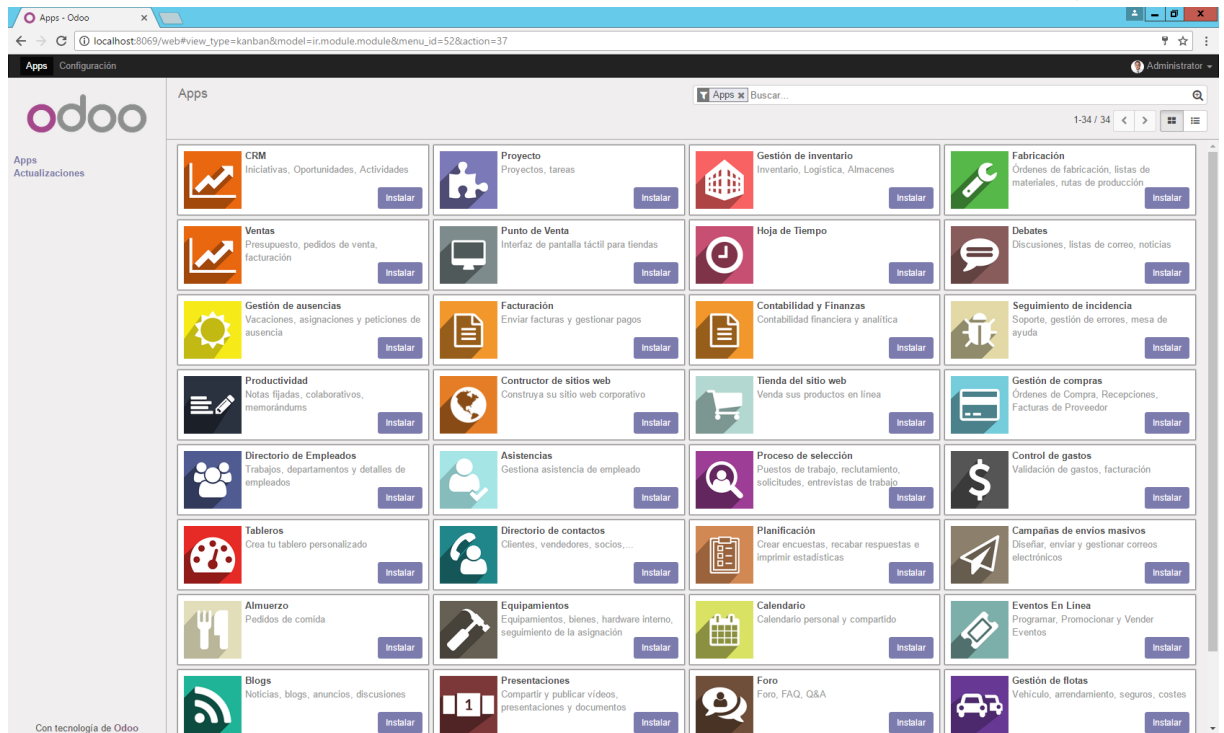 Apps - Odoo
localhost:8069/web#view_type=kanban&model=ir.module.module&menu_id=52&action=37
Apps Configuración Administrator
odoo
Apps
Apps Buscar...
1-34 / 34
Apps
Actualizaciones
CRM
Iniciativas, Oportunidades, Actividades
Instalar
Proyecto
Proyectos, tareas
Instalar
Gestión de inventario
Inventario, Logística, Almacenes
Instalar
Fabricación
Órdenes de fabricación, listas de
materiales, rutas de producción
Instalar
Ventas
Presupuesto, pedidos de venta,
facturación
Instalar
Punto de Venta
Interfaz de pantalla táctil para tiendas
Instalar
Hoja de Tiempo
Instalar
Debates
Discusiones, listas de correo, noticias
Instalar
Gestión de ausencias
Vacaciones, asignaciones y peticiones de
ausencia
Instalar
Facturación
Enviar facturas y gestionar pagos
Instalar
Contabilidad y Finanzas
Contabilidad financiera y analítica
Instalar
Seguimiento de incidencia
Soporte, gestión de errores, mesa de
ayuda
Instalar
Productividad
Notas fijadas, colaborativos,
memorándums
Instalar
Contructor de sitios web
Construya su sitio web corporativo
Instalar
Tienda del sitio web
Venda sus productos en línea
Instalar
Gestión de compras
Órdenes de Compra, Recepciones,
Facturas de Proveedor
Instalar
Directorio de Empleados
Trabajos, departamentos y detalles de
empleados
Instalar
Asistencias
Gestiona asistencia de empleado
Instalar
Proceso de selección
Puestos de trabajo, reclutamiento,
solicitudes, entrevistas de trabajo
Instalar
Control de gastos
Validación de gastos, facturación
Instalar
Tableros
Crea tu tablero personalizado
Instalar
Directorio de contactos
Clientes, vendedores, socios,...
Instalar
Planificación
Crear encuestas, recabar respuestas e
imprimir estadísticas
Instalar
Campañas de envíos masivos
Diseñar, enviar y gestionar correos
electrónicos
Instalar
Almuerzo
Pedidos de comida
Instalar
Equipamientos
Equipamientos, bienes, hardware interno,
seguimiento de la asignación
Instalar
Calendario
Calendario personal y compartido
Instalar
Eventos En Línea
Programar, Promocionar y Vender
Eventos
Instalar
Blogs
Noticias, blogs, anuncios, discusiones
Instalar
1
Presentaciones
Compartir y publicar vídeos,
presentaciones y documentos
Instalar
Foro
Foro, FAQ, Q&A
Instalar
Gestión de flotas
Vehículo, arrendamiento, seguros, costes
Instalar
Con tecnología de Odoo